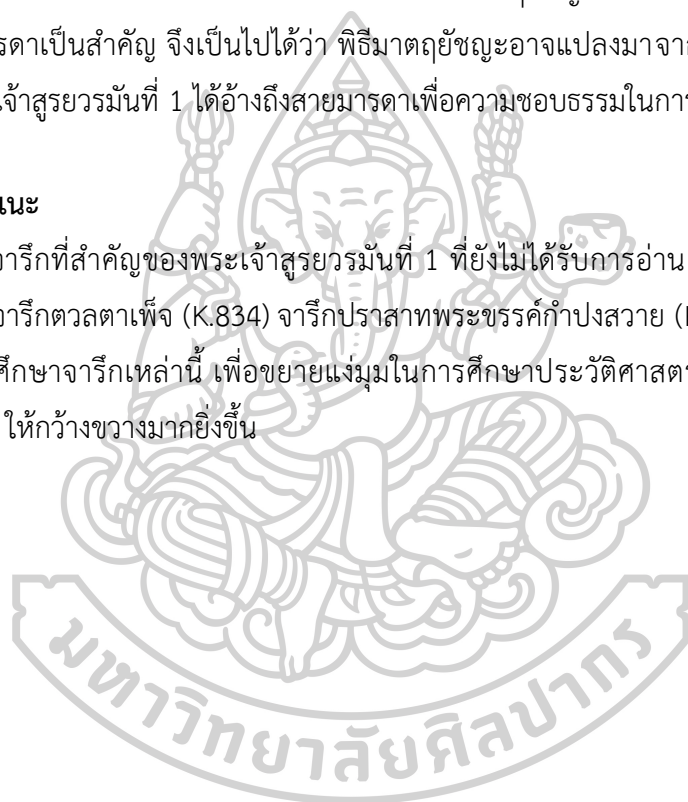 รดาเป็นสำคัญ จึงเป็นไปได้ว่า พิธีมาตฤยัชญะอาจแปลงมาจาก
เจ้าสูรยวรมันที่ 1 ได้อ้างถึงสายมารดาเพื่อความชอบธรรมในการ
แนะ
จารึกที่สำคัญของพระเจ้าสูรยวรมันที่ 1 ที่ยังไม่ได้รับการอ่าน
จารึกตวลตาเพ็จ (K.834) จารึกปราสาทพระขรรค์กำปงสวาย
ศึกษาจารึกเหล่านี้ เพื่อขยายแง่มุมในการศึกษาประวัติศาสตร
ให้กว้างขวางมากยิ่งขึ้น
มหาวิทยาลัยศิลปากร